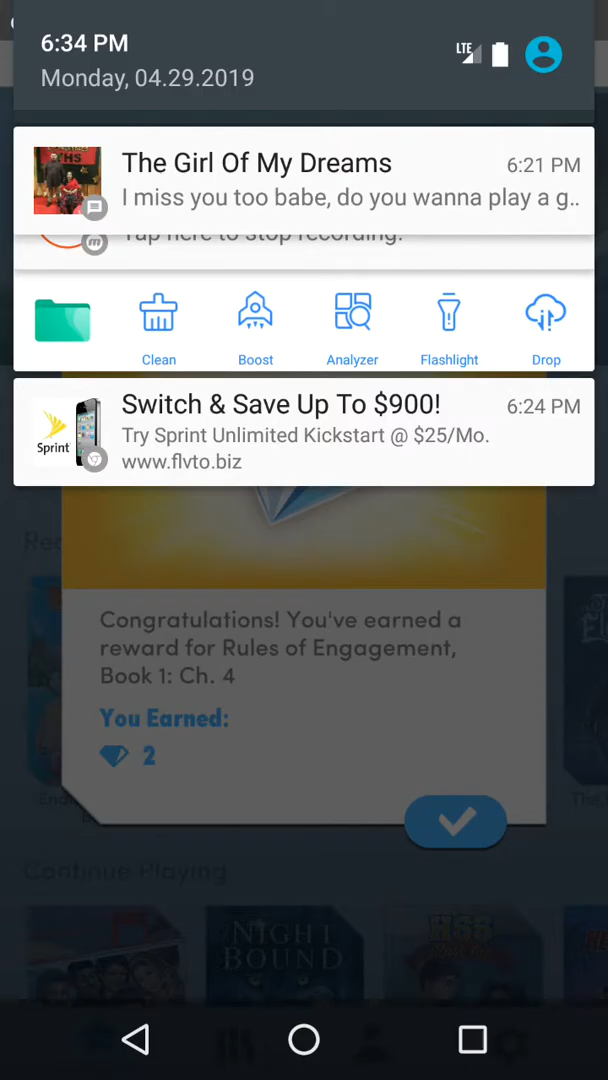 6:34 PM
LTE
Monday, 04.29.2019
The Girl Of My Dreams 6:21 PM
I miss you too babe, do you wanna play a g..
Tap here to stop recording.
Clean Boost Analyzer Flashlight Drop
Switch & Save Up To $900! 6:24 PM
Try Sprint Unlimited Kickstart @ $25/Mo.
Sprint
www.flvto.biz
Congratulations! You've earned a
reward for Rules of Engagement,
Book 1: Ch. 4
You Earned:
2
Continue Playing
NIGHT
BOUND
HSS